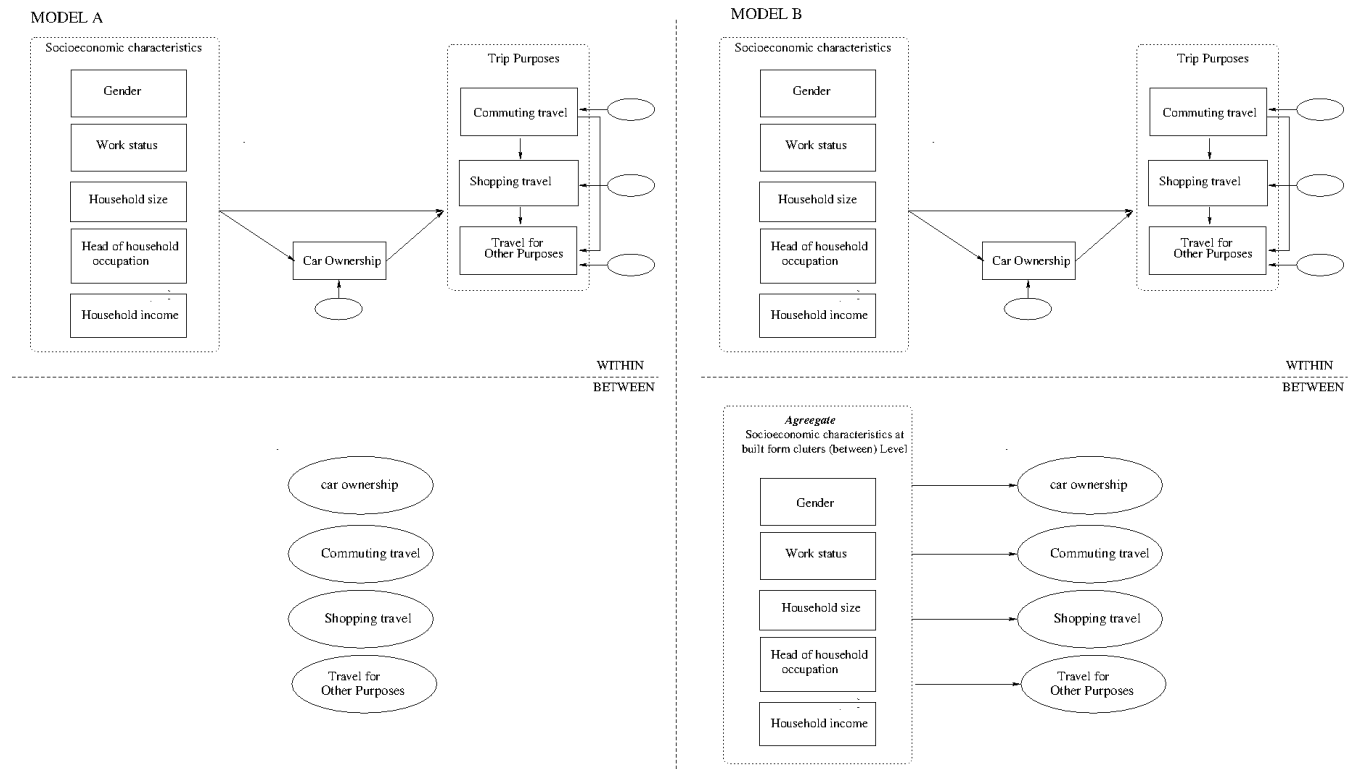 MODEL A
Socioeconomic characteristics
Gender
Work status
Household size
Head of household
occupation
Household income
Car Ownership
Trip Purposes
Commuting travel
Shopping travel
Travel for
Other Purposes
WITHIN
BETWEEN
car ownership
Commuting travel
Shopping travel
Travel for
Other Purposes
MODEL B
Socioeconomic characteristics
Gender
Work status
Household size
Head of household
occupation
Household income
Car Ownership
Trip Purposes
Commuting travel
Shopping travel
Travel for
Other Purposes
WITHIN
BETWEEN
Agreegate
Socioeconomic characteristics at
built form cluters (between) Level
Gender
Work status
Household size
Head of household
occupation
Household income
car ownership
Commuting travel
Shopping travel
Travel for
Other Purposes